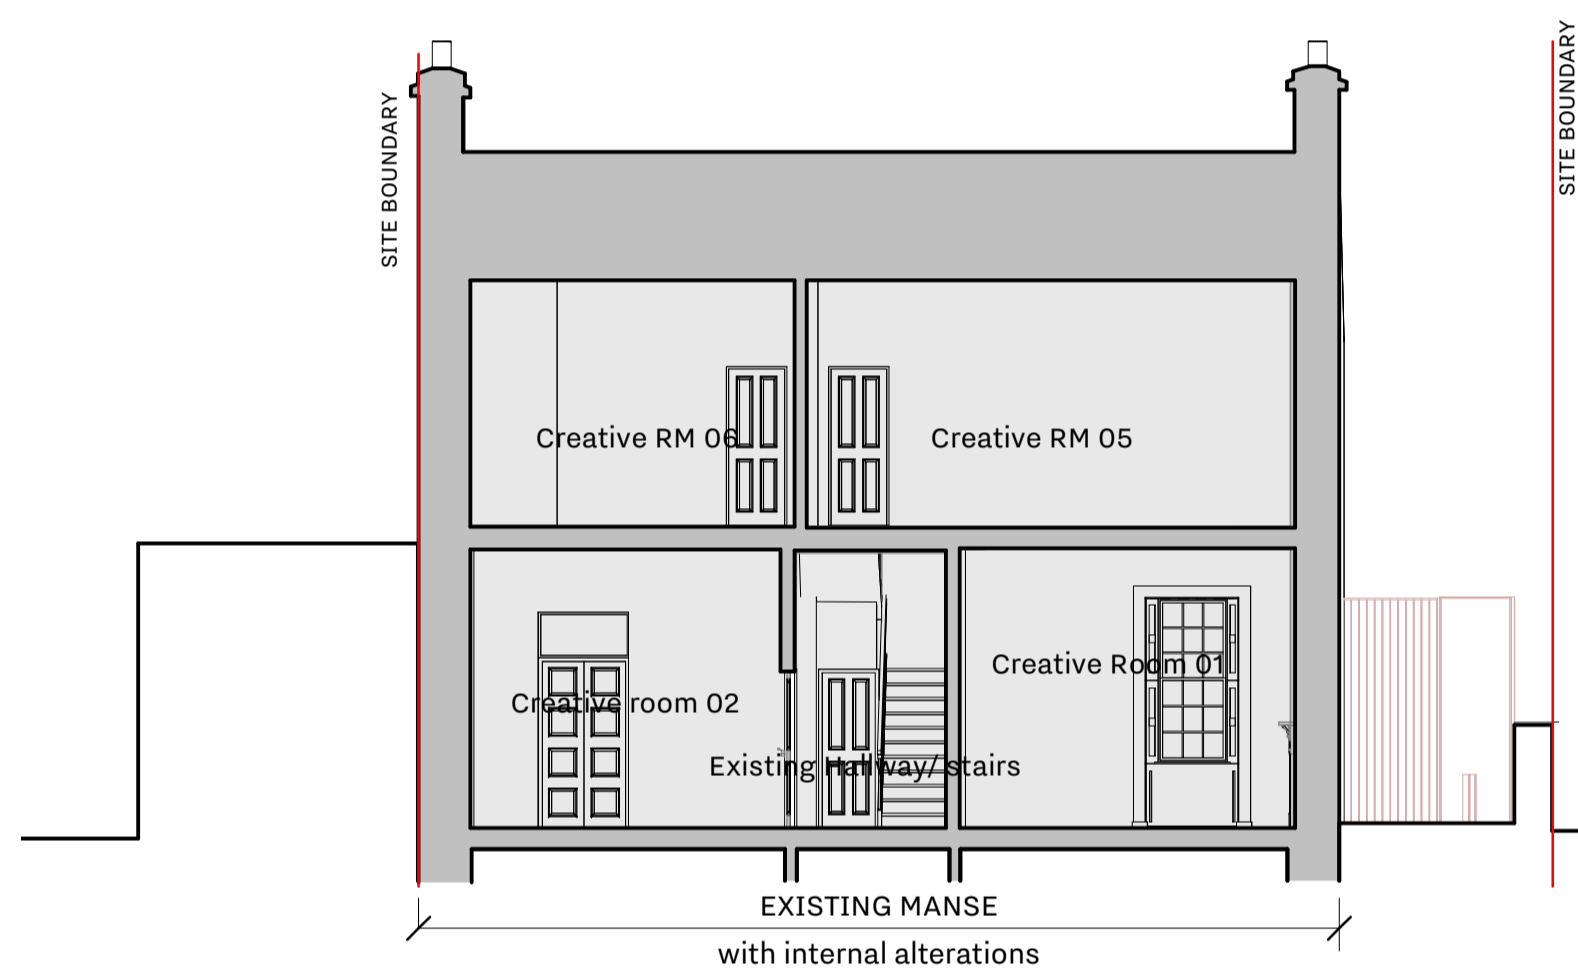 SITE BOUNDARY
SITE BOUNDARY
Creative RM 06
Creative RM 05
Creative Room 01
Creative room 02
Existing Hallway/ stairs
EXISTING MANSE
with internal alterations